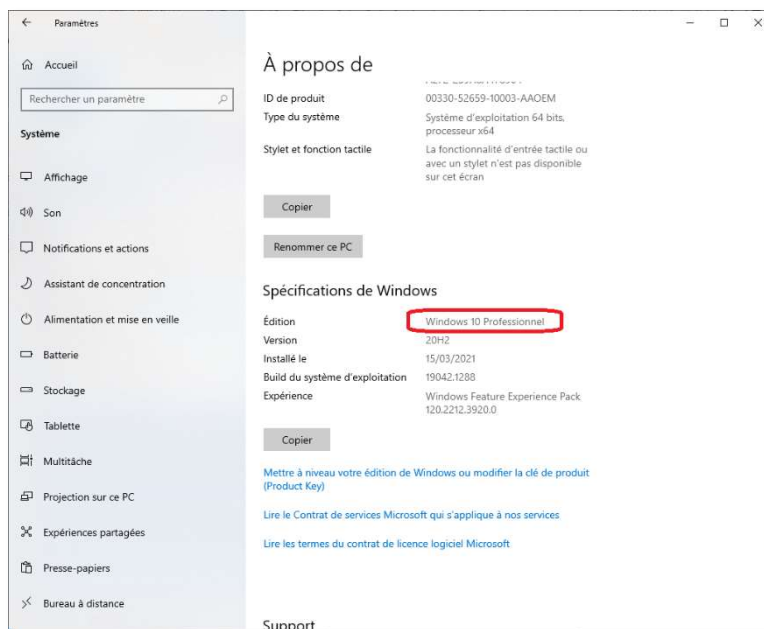 Paramètres
Accueil
Rechercher un paramètre
Système
Affichage
Son
Notifications et actions
Assistant de concentration
Alimentation et mise en veille
Batterie
Stockage
Tablette
Multitâche
Projection sur ce PC
Expériences partagées
Presse-papiers
Bureau à distance
À propos de
ID de produit 00330-52659-10003-AAOEM
Type du système Système d'exploitation 64 bits,
processeur x64
Stylet et fonction tactile La fonctionnalité d'entrée tactile ou
avec un stylet n'est pas disponible
sur cet écran
Copier
Renommer ce PC
Spécifications de Windows
Édition Windows 10 Professionnel
Version 20H2
Installé le 15/03/2021
Build du système d'exploitation 19042.1288
Expérience Windows Feature Experience Pack
120.2212.3920.0
Copier
Mettre à niveau votre édition de Windows ou modifier la clé de produit
(Product Key)
Lire le Contrat de services Microsoft qui s'applique à nos services
Lire les termes du contrat de licence logiciel Microsoft
Support